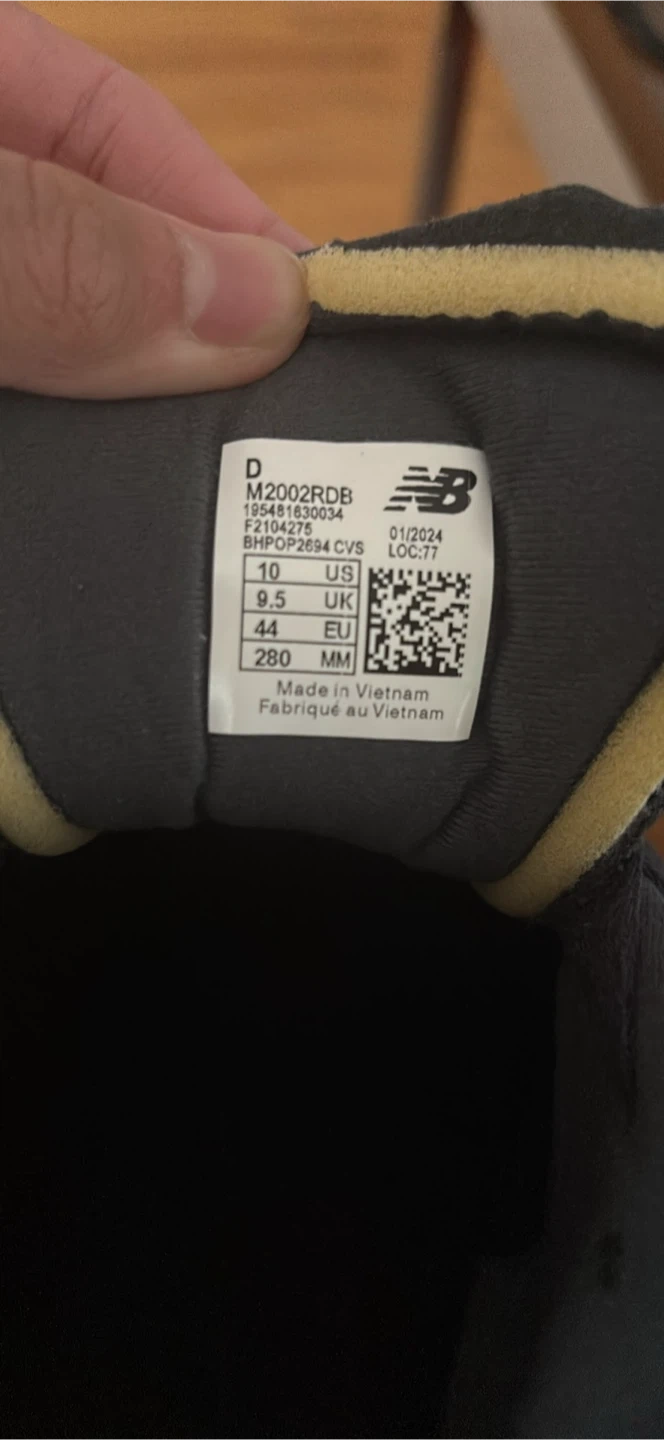 D
M2002RDB
195481630034
F2104275
BHPOP2694 CVS
NB
01/2024
LOC:77
10 US
9.5 UK
44 EU
280 MM
Made in Vietnam
Fabriqué au Vietnam